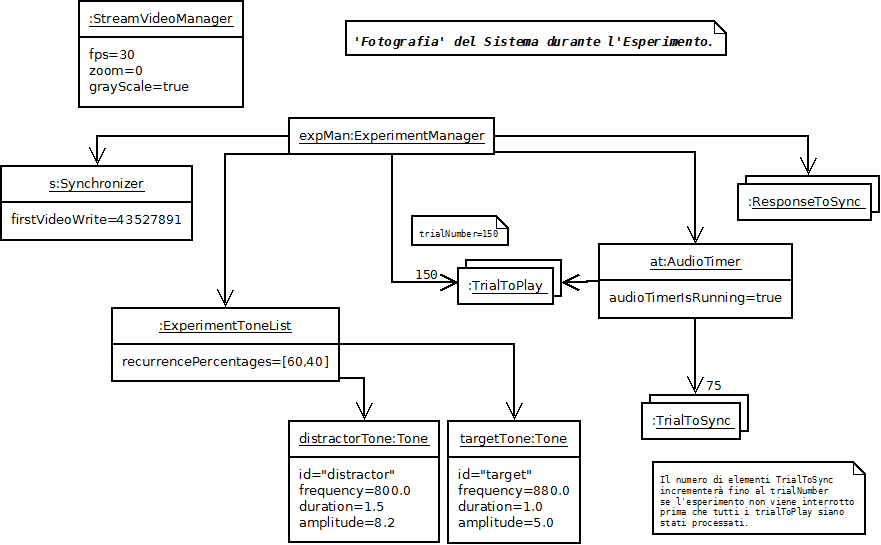 :StreamVideoManager
fps=30
zoom=0
grayScale=true
'Fotografia' del Sistema durante l'Esperimento.
expMan:ExperimentManager
s:Synchronizer
firstVideoWrite=43527891
:ResponseToSync
trialNumber=150
150
:TrialToPlay
at:AudioTimer
audioTimerIsRunning=true
:ExperimentToneList
recurrencePercentages=[60,40]
75
:TrialToSync
distractorTone:Tone
id="distractor"
frequency=800.0
duration=1.5
amplitude=8.2
targetTone:Tone
id="target"
frequency=880.0
duration=1.0
amplitude=5.0
Il numero di elementi TrialToSync
incrementerà fino al trialNumber
se l'esperimento non viene interrotto
prima che tutti i trialToPlay siano
stati processati.